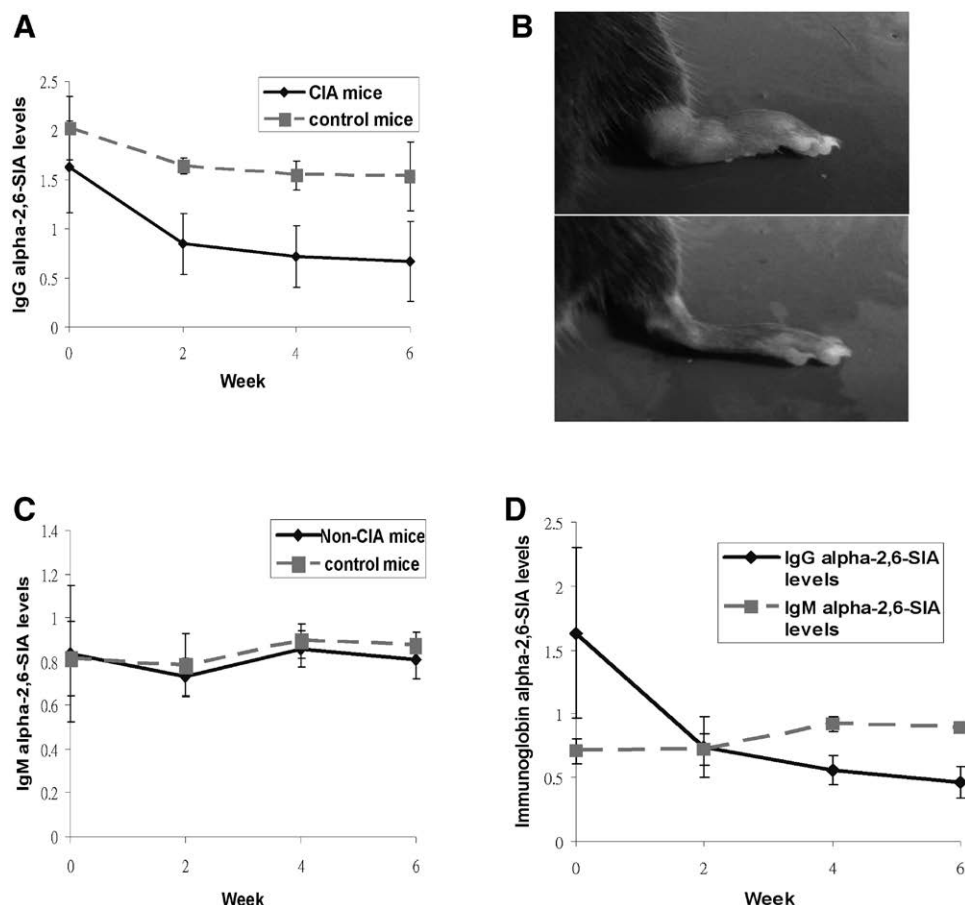 A
CIA mice
control mice
IgG alpha-2,6-SIA levels
2.5
2
1.5
1
0.5
0
0
2
4
6
Week
B
C
Non-CIA mice
control mice
IgM alpha-2,6-SIA levels
1.4
1.2
1
0.8
0.6
0.4
0.2
0
0
2
4
6
Week
D
IgG alpha-2,6-SIA
levels
IgM alpha-2,6-SIA
levels
Immunoglobin alpha-2,6-SIA levels
2.5
2
1.5
1
0.5
0
0
2
4
6
Week